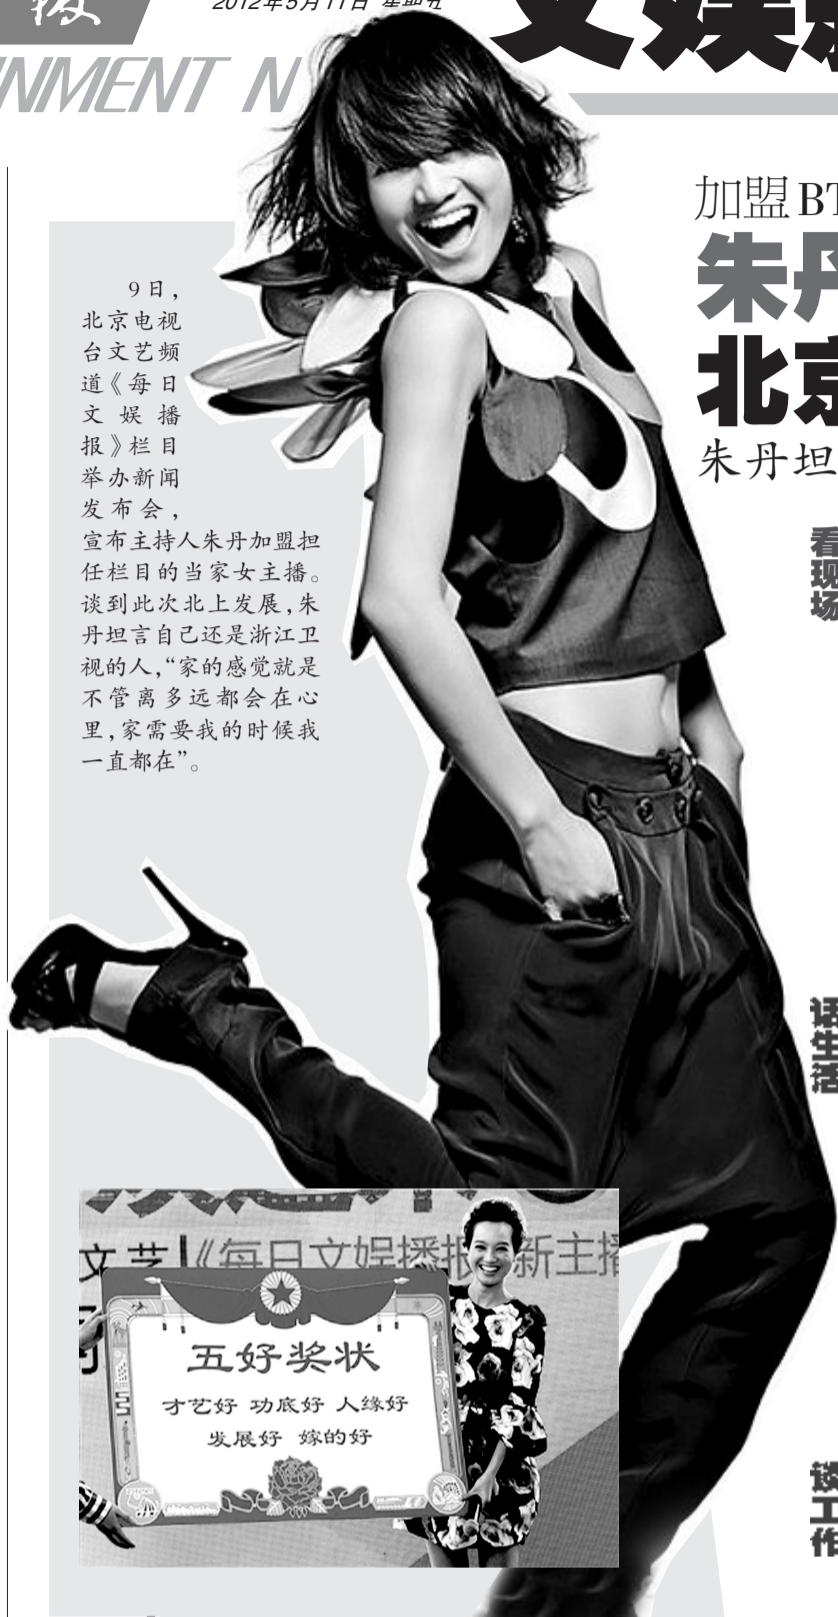 报
2012年5月11日 星期五
NMENT N
文娱
加盟BT
朱丹
北京
朱丹坦
9日，
北京电视
台文艺频
道《每日
文娱播
报》栏目
举办新闻
发布会，
宣布主持人朱丹加盟担
任栏目的当家女主播。
谈到此次北上发展，朱
丹坦言自己还是浙江卫
视的人，“家的感觉就是
不管离多远都会在心
里，家需要我的时候我
一直都在”。
看现场
话生活
谈工作
文艺 《每日文娱播报 新主播
五好奖状
才艺好 功底好 人缘好
发展好 嫁的好